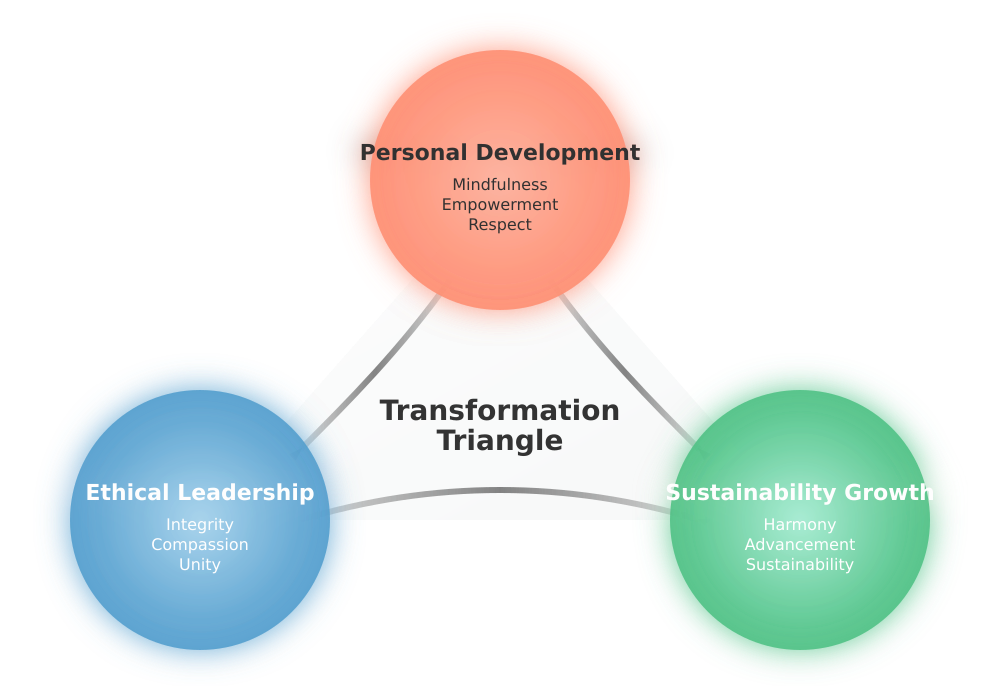 Personal Development
Mindfulness
Empowerment
Respect
Transformation
Triangle
Ethical Leadership
Integrity
Compassion
Unity
Sustainability Growth
Harmony
Advancement
Sustainability